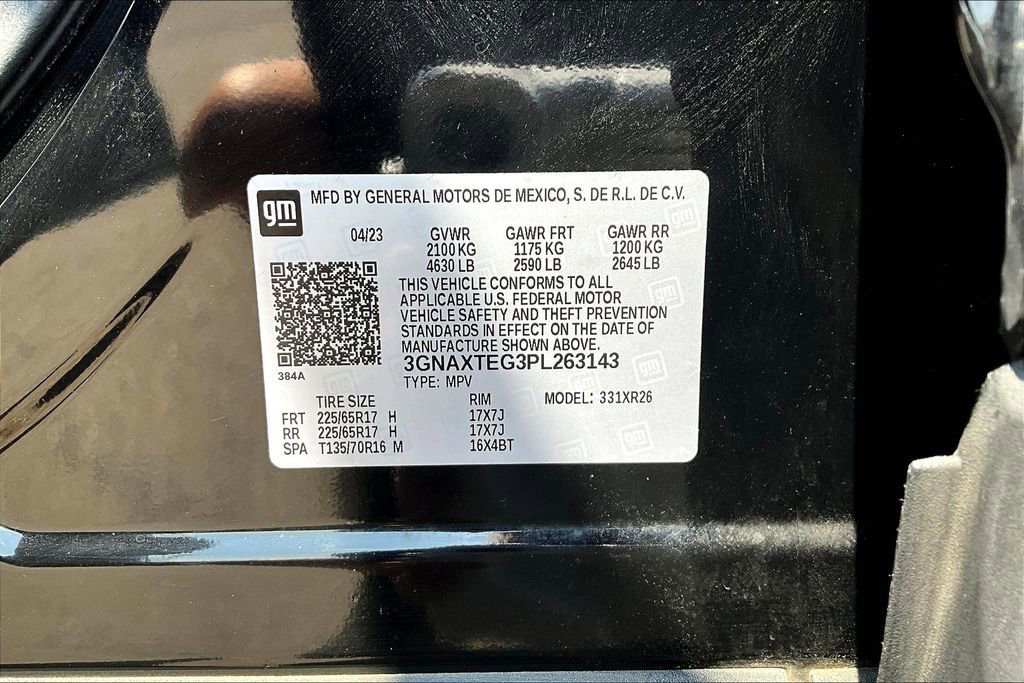 gm
MFD BY GENERAL MOTORS DE MEXICO, S. DE R.L. DE C.V.
04/23 GVWR GAWR FRT GAWR RR
2100 KG 1175 KG 1200 KG
4630 LB 2590 LB 2645 LB
THIS VEHICLE CONFORMS TO ALL
APPLICABLE U.S. FEDERAL MOTOR
VEHICLE SAFETY AND THEFT PREVENTION
STANDARDS IN EFFECT ON THE DATE OF
MANUFACTURE SHOWN ABOVE.
3GNAXTEG3PL263143
384A
TYPE: MPV
TIRE SIZE RIM MODEL: 331XR26
FRT 225/65R17 H 17X7J
RR 225/65R17 H 17X7J
SPA T135/70R16 M 16X4BT